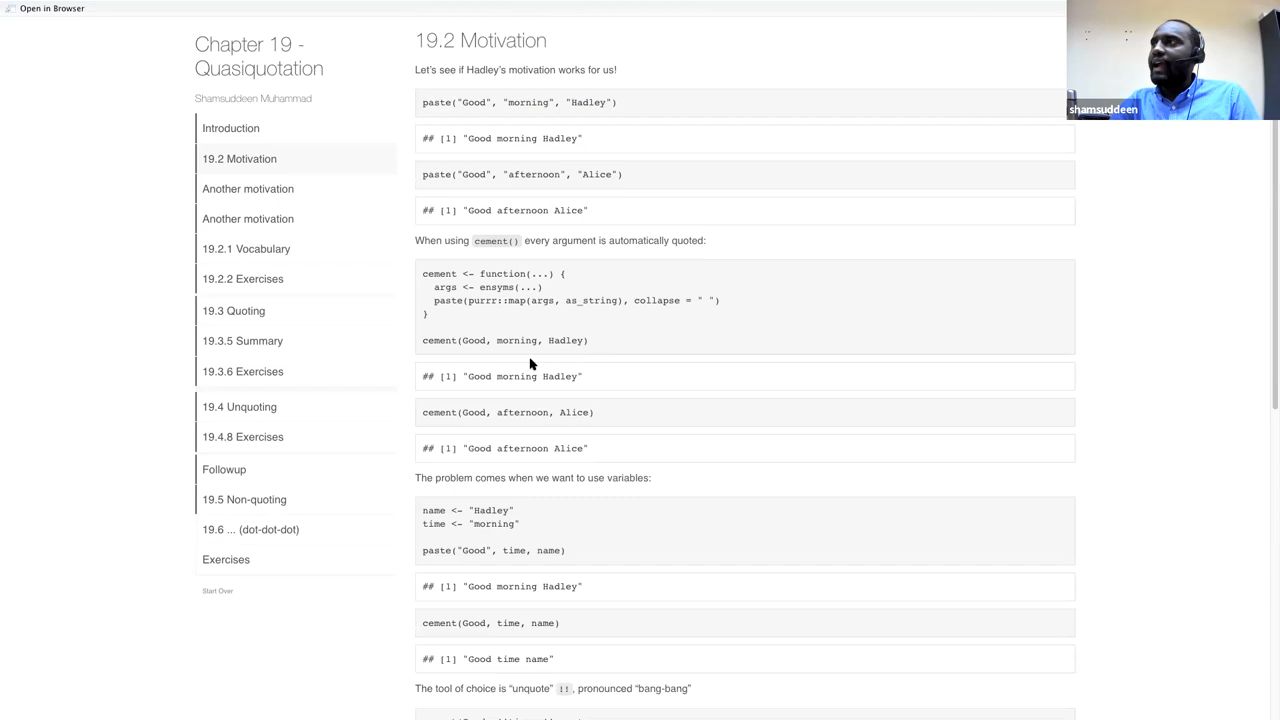 Open in Browser
Chapter 19 -
Quasiquotation
Shamsuddeen Muhammad
Introduction
19.2 Motivation
Another motivation
Another motivation
19.2.1 Vocabulary
19.2.2 Exercises
19.3 Quoting
19.3.5 Summary
19.3.6 Exercises
19.4 Unquoting
19.4.8 Exercises
Followup
19.5 Non-quoting
19.6 ... (dot-dot-dot)
Exercises
Start Over
19.2 Motivation
Let's see if Hadley's motivation works for us!
paste("Good", "morning", "Hadley")
## [1] "Good morning Hadley"
paste("Good", "afternoon", "Alice")
## [1] "Good afternoon Alice"
When using cement() every argument is automatically quoted:
cement <- function(...) {
args <- ensyms(...)
paste(purrr::map(args, as_string), collapse = " ")
}
cement(Good, morning, Hadley)
## [1] "Good morning Hadley"
cement(Good, afternoon, Alice)
## [1] "Good afternoon Alice"
The problem comes when we want to use variables:
name <- "Hadley"
time <- "morning"
paste("Good", time, name)
## [1] "Good morning Hadley"
cement(Good, time, name)
## [1] "Good time name"
The tool of choice is “unquote” !!, pronounced “bang-bang”
shamsuddeen